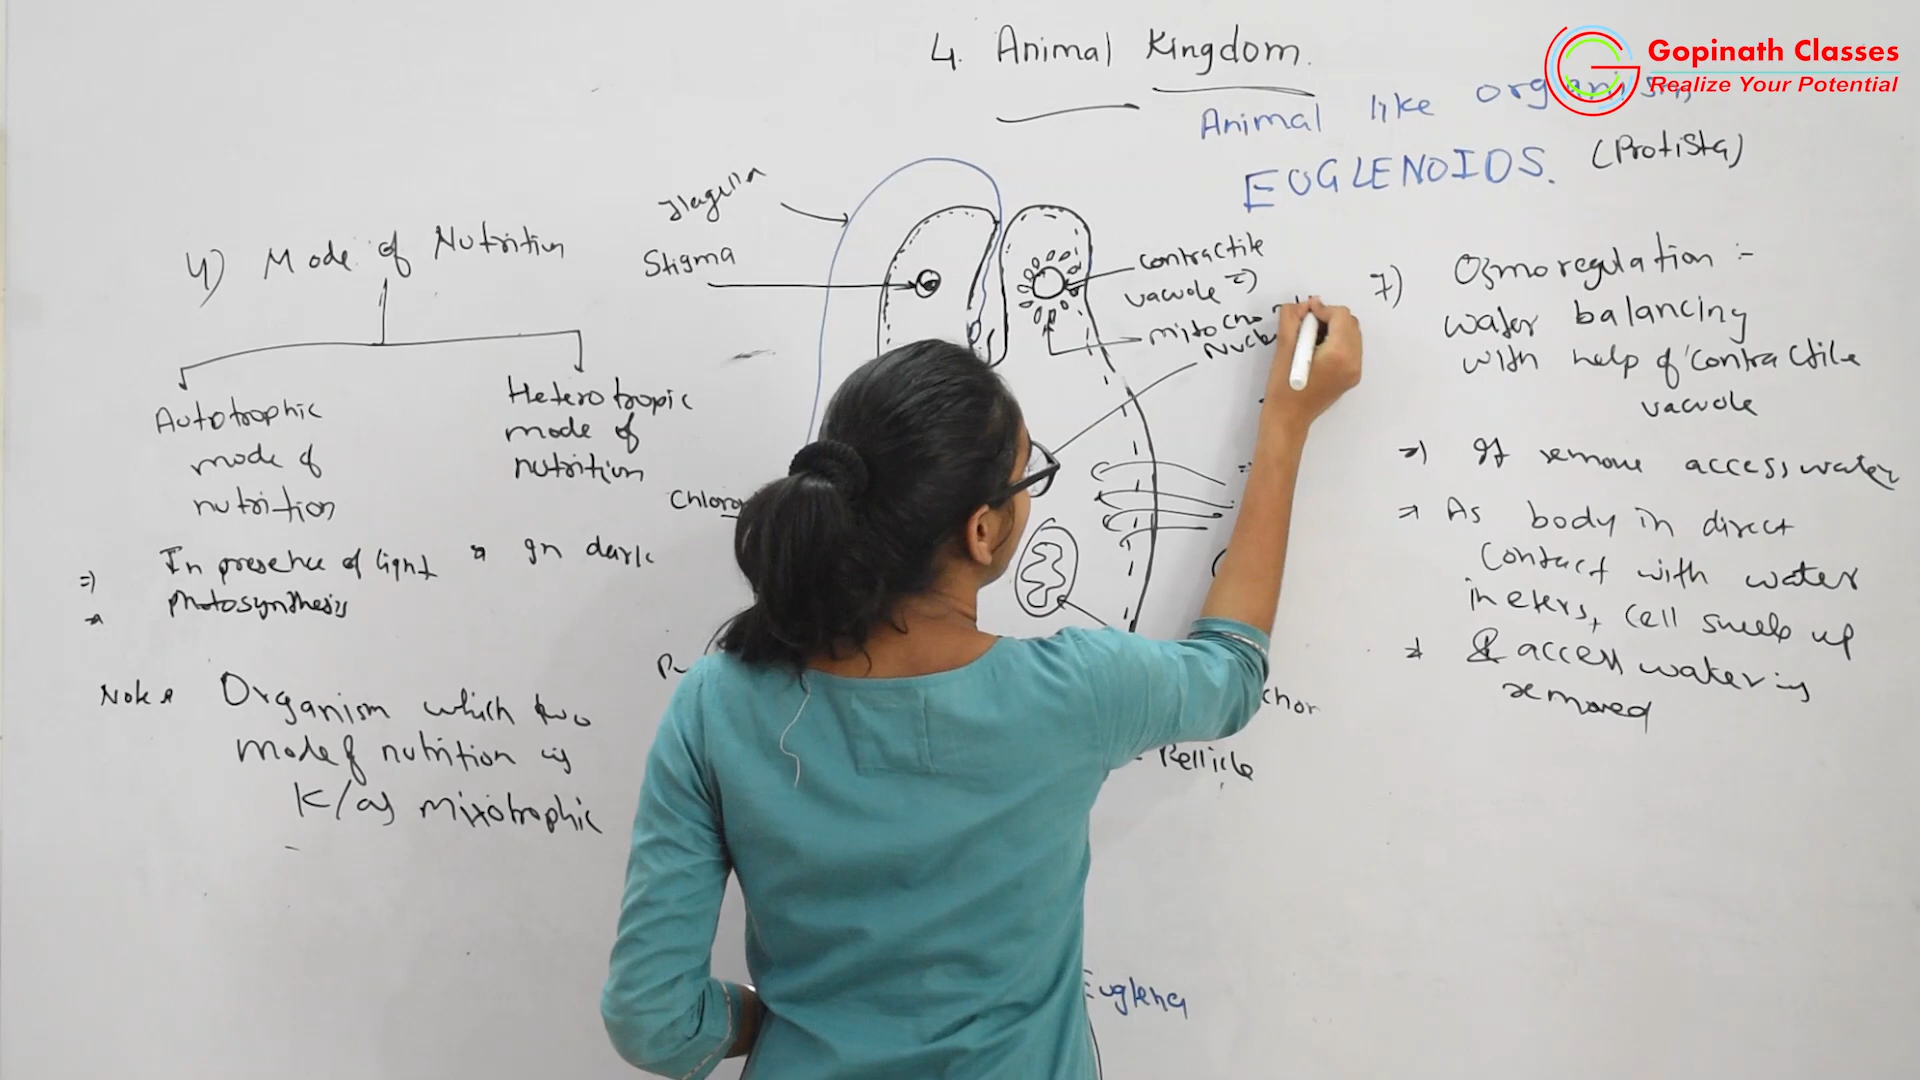 4. Animal Kingdom.
Gopinath Classes
Realize Your Potential
Animal like organism
EUGLENOIDS. (Protista)
4) Mode of Nutrition
Autotrophic
mode of
nutrition
Heterotropic
mode of
nutrition
=) In presence of light
photosynthesis
In dark
Note Organism which two
mode of nutrition is
K/as mixotrophic
flagella
Stigma
Contractile
vacuole
mitocho
Nucle
Chloro
chor
Pellicle
Euglena
7) Osmoregulation :-
water balancing
with help of contractile
vacuole
=) It remove access water
As body in direct
Contact with water
inters, cell swells up
& access water is
removed